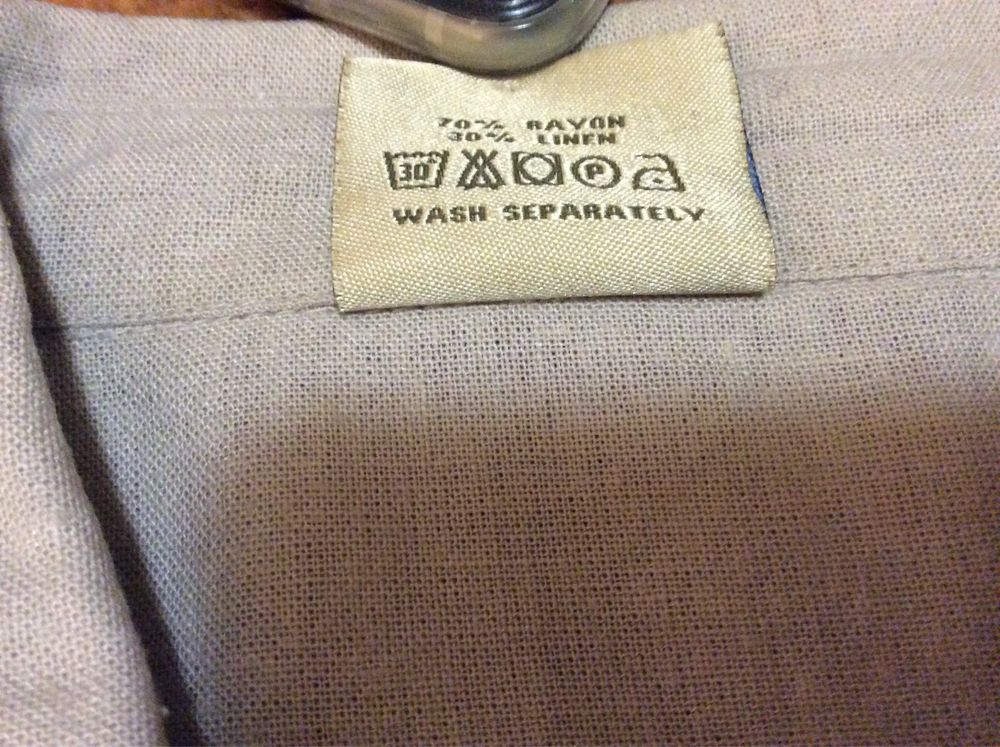 70% RAYON
30% LINEN
30° P
WASH SEPARATELY